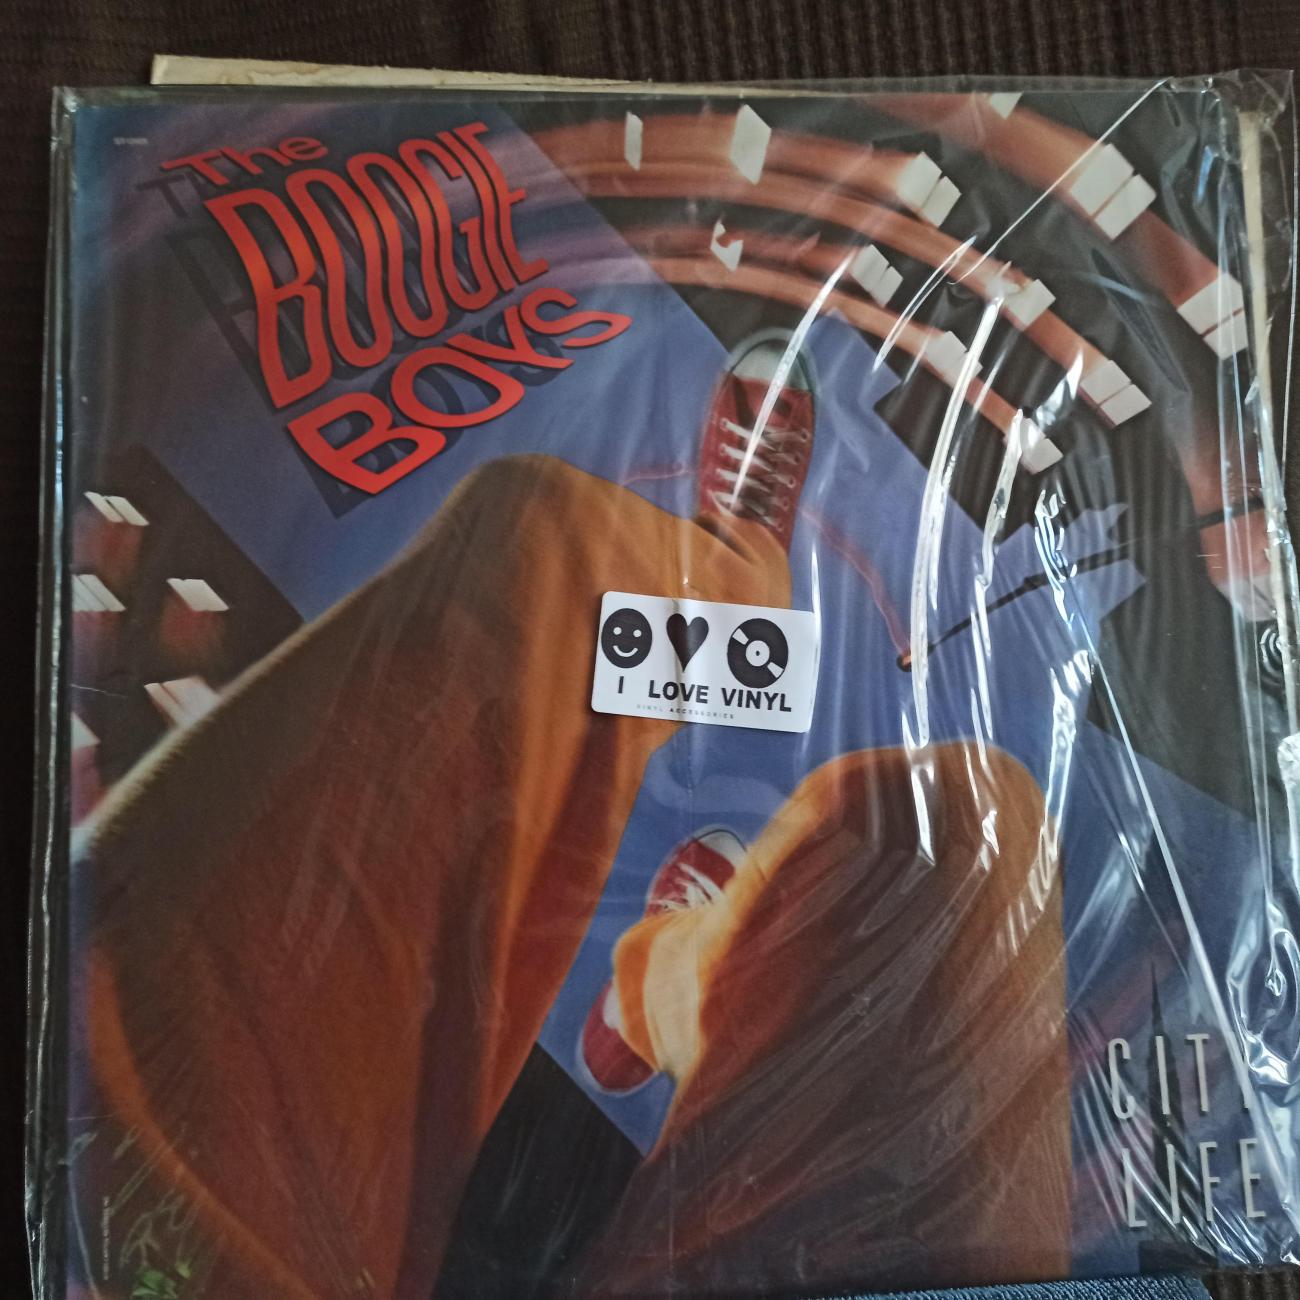 The
BOOGIE
BOYS
I LOVE VINYL
VINYL ACCESSORIES
CITY
LIFE